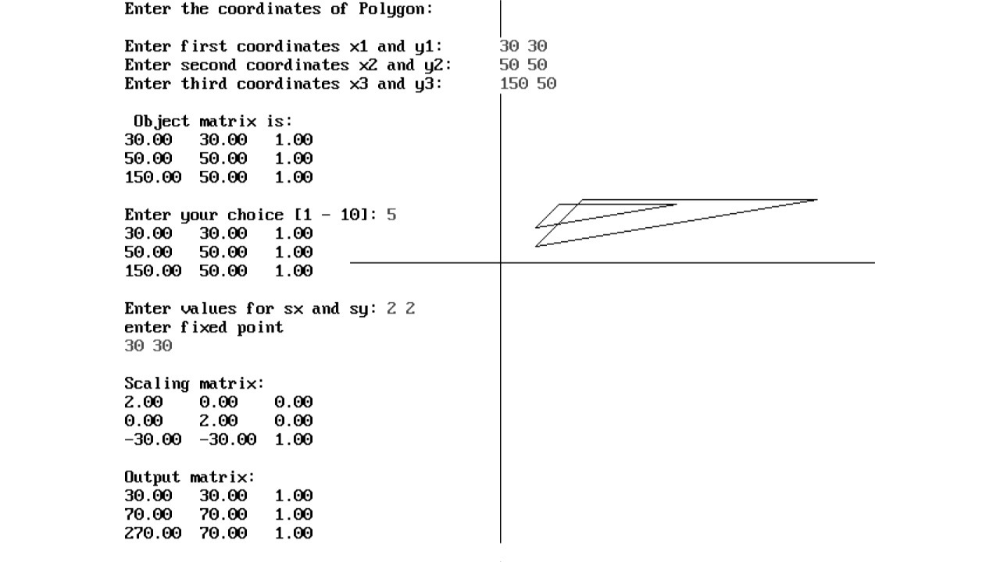 Enter the coordinates of Polygon:
Enter first coordinates x1 and y1: 30 30
Enter second coordinates x2 and y2: 50 50
Enter third coordinates x3 and y3: 150 50
Object matrix is:
30.00 30.00 1.00
50.00 50.00 1.00
150.00 50.00 1.00
Enter your choice [1 - 10]: 5
30.00 30.00 1.00
50.00 50.00 1.00
150.00 50.00 1.00
Enter values for sx and sy: 2 2
enter fixed point
30 30
Scaling matrix:
2.00 0.00 0.00
0.00 2.00 0.00
-30.00 -30.00 1.00
Output matrix:
30.00 30.00 1.00
70.00 70.00 1.00
270.00 70.00 1.00